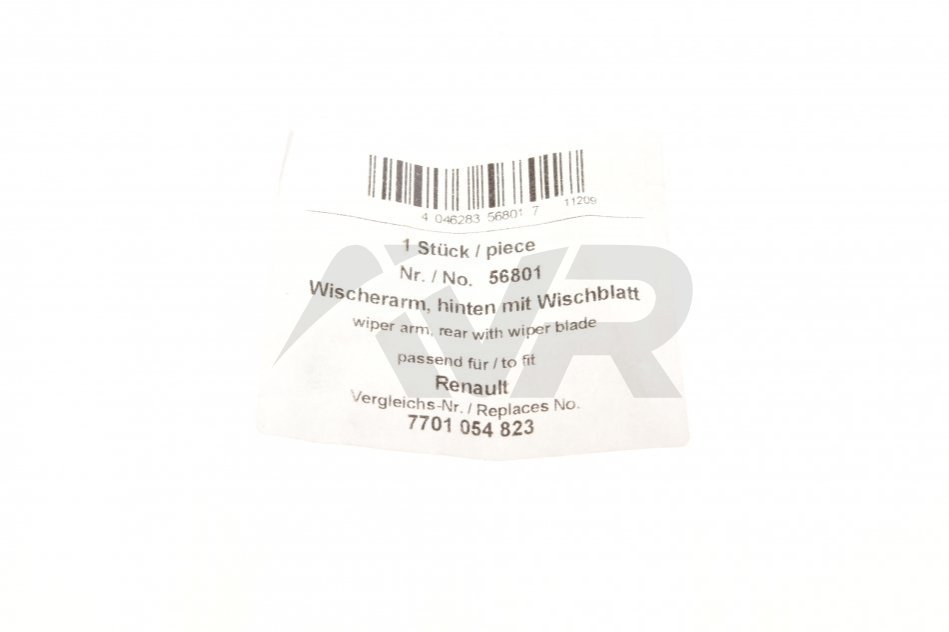 4 046283 56801 7
11209
1 Stück / piece
Nr. / No. 56801
Wischerarm, hinten mit Wischblatt
wiper arm, rear with wiper blade
passend für / to fit
Renault
Vergleichs-Nr. / Replaces No.
7701 054 823
VR